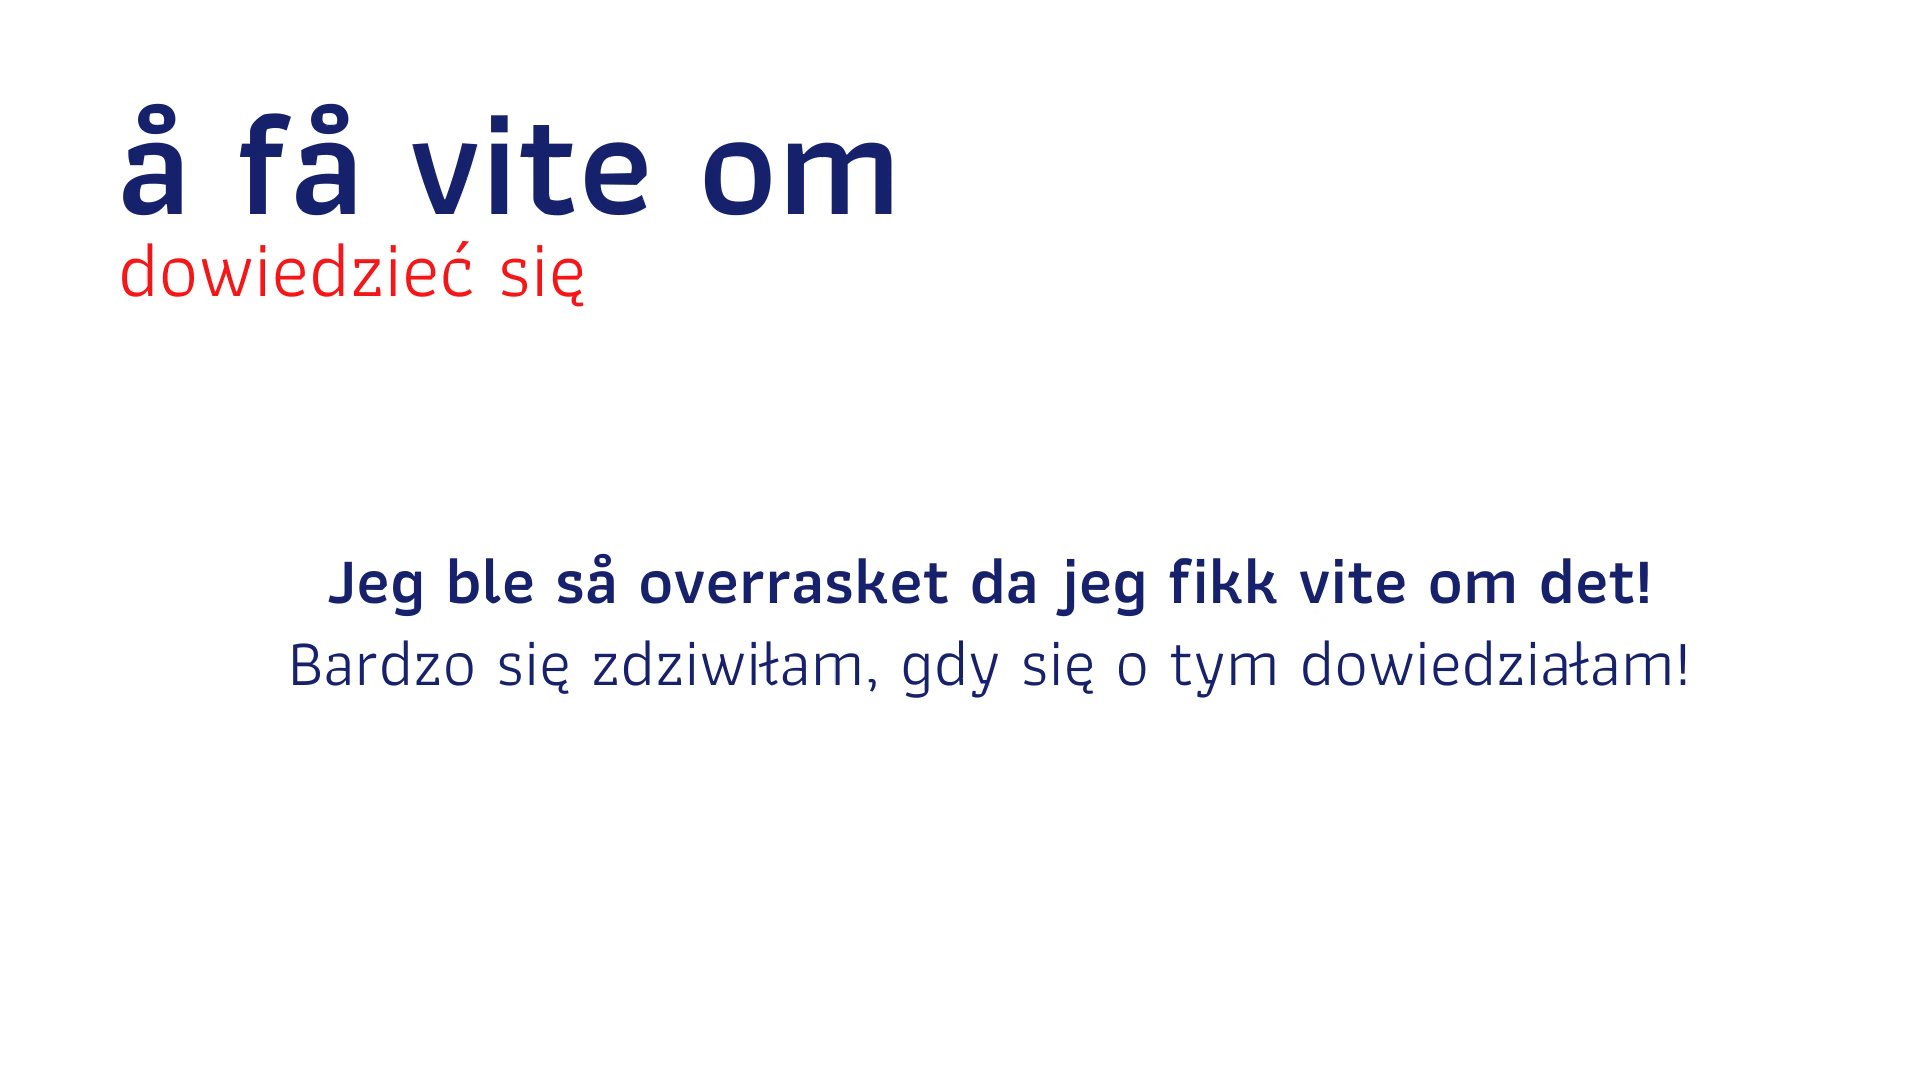 å få vite om
dowiedzieć się
Jeg ble så overrasket da jeg fikk vite om det!
Bardzo się zdziwiłam, gdy się o tym dowiedziałam!